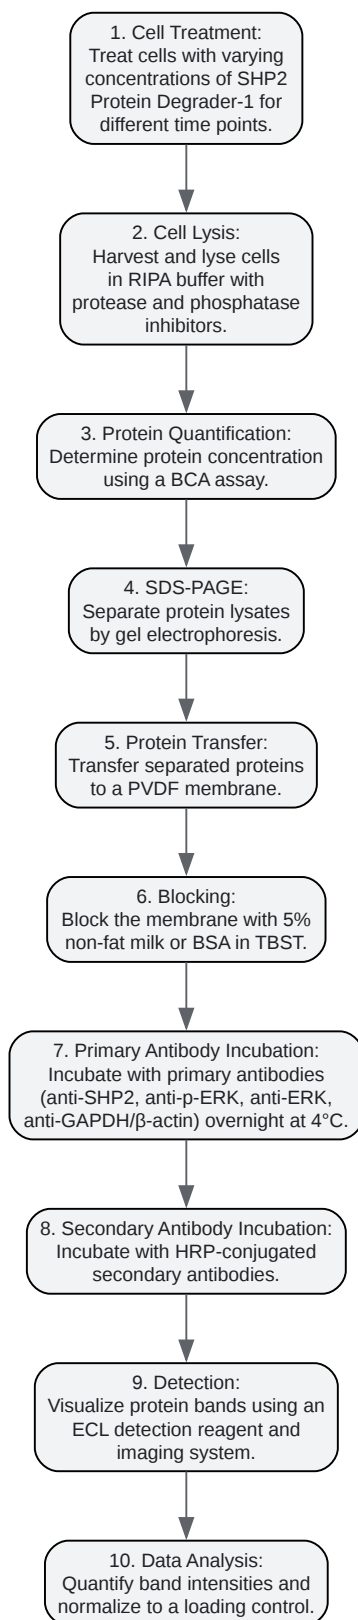 1. Cell Treatment:
Treat cells with varying
concentrations of SHP2
Protein Degrader-1 for
different time points.
2. Cell Lysis:
Harvest and lyse cells
in RIPA buffer with
protease and phosphatase
inhibitors.
3. Protein Quantification:
Determine protein concentration
using a BCA assay.
4. SDS-PAGE:
Separate protein lysates
by gel electrophoresis.
5. Protein Transfer:
Transfer separated proteins
to a PVDF membrane.
6. Blocking:
Block the membrane with 5%
non-fat milk or BSA in TBST.
7. Primary Antibody Incubation:
Incubate with primary antibodies
(anti-SHP2, anti-p-ERK, anti-ERK,
anti-GAPDH/β-actin) overnight at 4°C.
8. Secondary Antibody Incubation:
Incubate with HRP-conjugated
secondary antibodies.
9. Detection:
Visualize protein bands using an
ECL detection reagent and
imaging system.
10. Data Analysis:
Quantify band intensities and
normalize to a loading control.